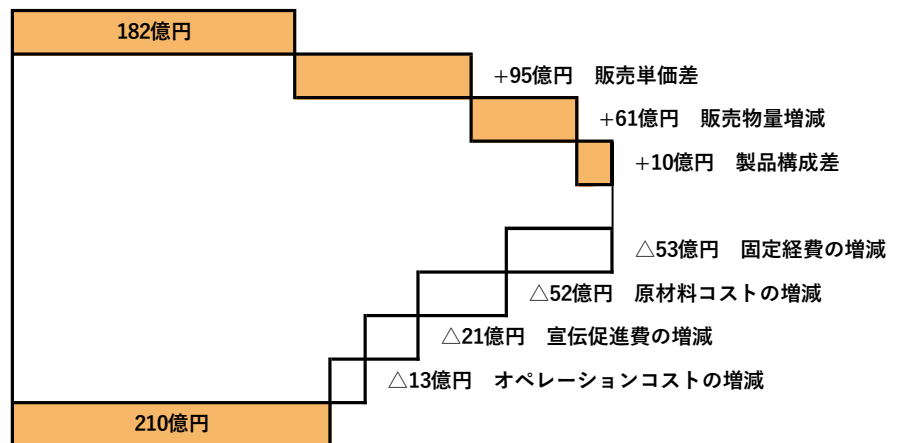 182億円
+95億円 販売単価差
+61億円 販売物量増減
+10億円 製品構成差
△53億円 固定経費の増減
△52億円 原材料コストの増減
△21億円 宣伝促進費の増減
△13億円 オペレーションコストの増減
210億円